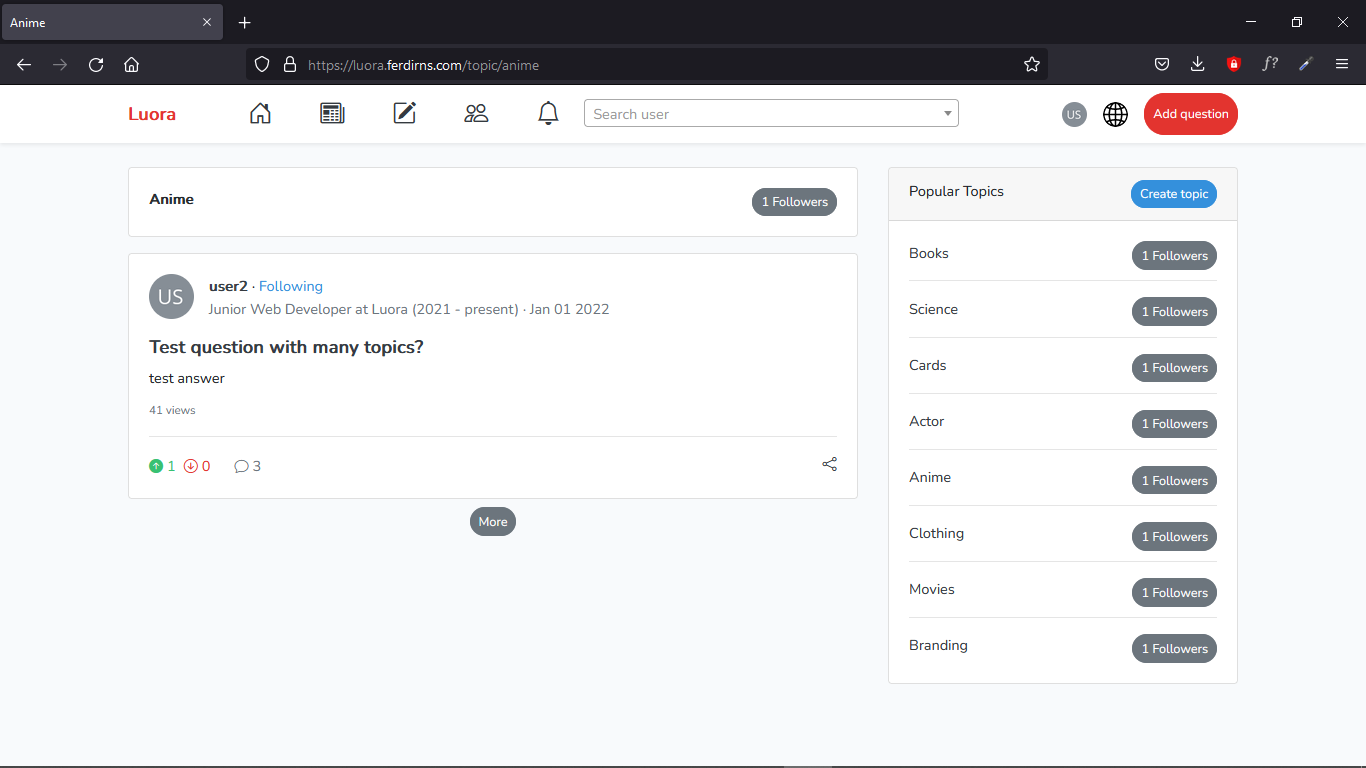 Anime
https://luora.ferdirns.com/topic/anime
f?
Luora
Search user
US
Add question
Anime
1 Followers
US
user2 · Following
Junior Web Developer at Luora (2021 - present) · Jan 01 2022
Test question with many topics?
test answer
41 views
1 0 3
More
Popular Topics
Create topic
Books
1 Followers
Science
1 Followers
Cards
1 Followers
Actor
1 Followers
Anime
1 Followers
Clothing
1 Followers
Movies
1 Followers
Branding
1 Followers